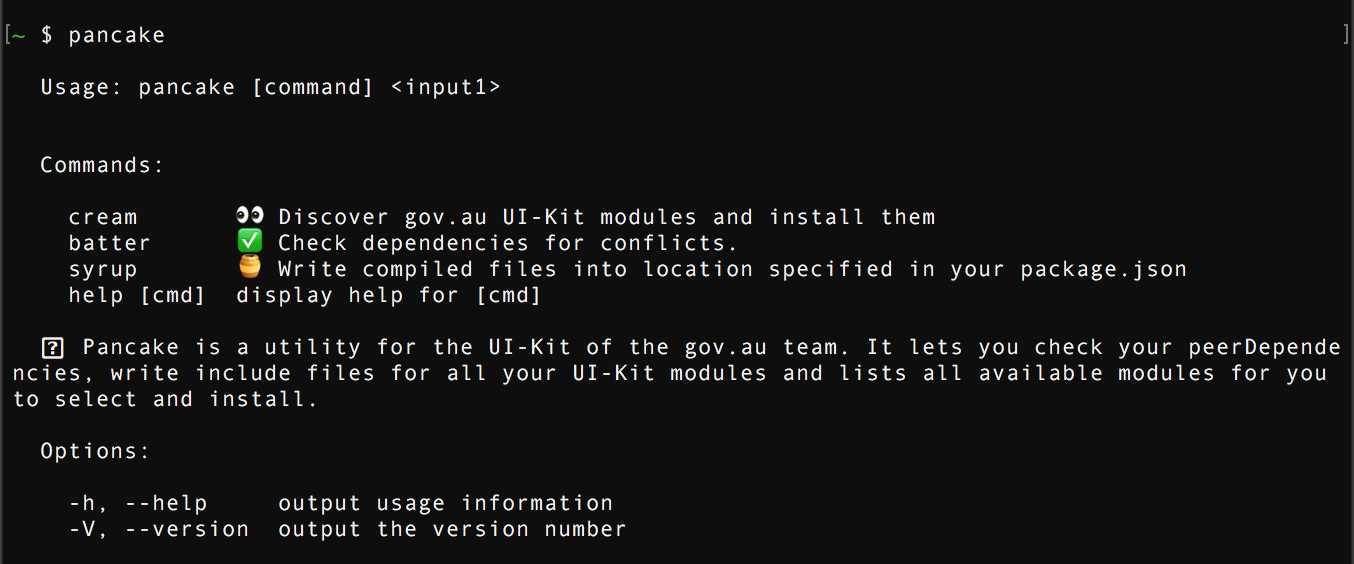 [~ $ pancake ]
Usage: pancake [command] <input1>
Commands:
cream 👀 Discover gov.au UI-Kit modules and install them
batter ✅ Check dependencies for conflicts.
syrup 🍯 Write compiled files into location specified in your package.json
help [cmd] display help for [cmd]
⍰ Pancake is a utility for the UI-Kit of the gov.au team. It lets you check your peerDepende
ncies, write include files for all your UI-Kit modules and lists all available modules for you
to select and install.
Options:
-h, --help output usage information
-V, --version output the version number